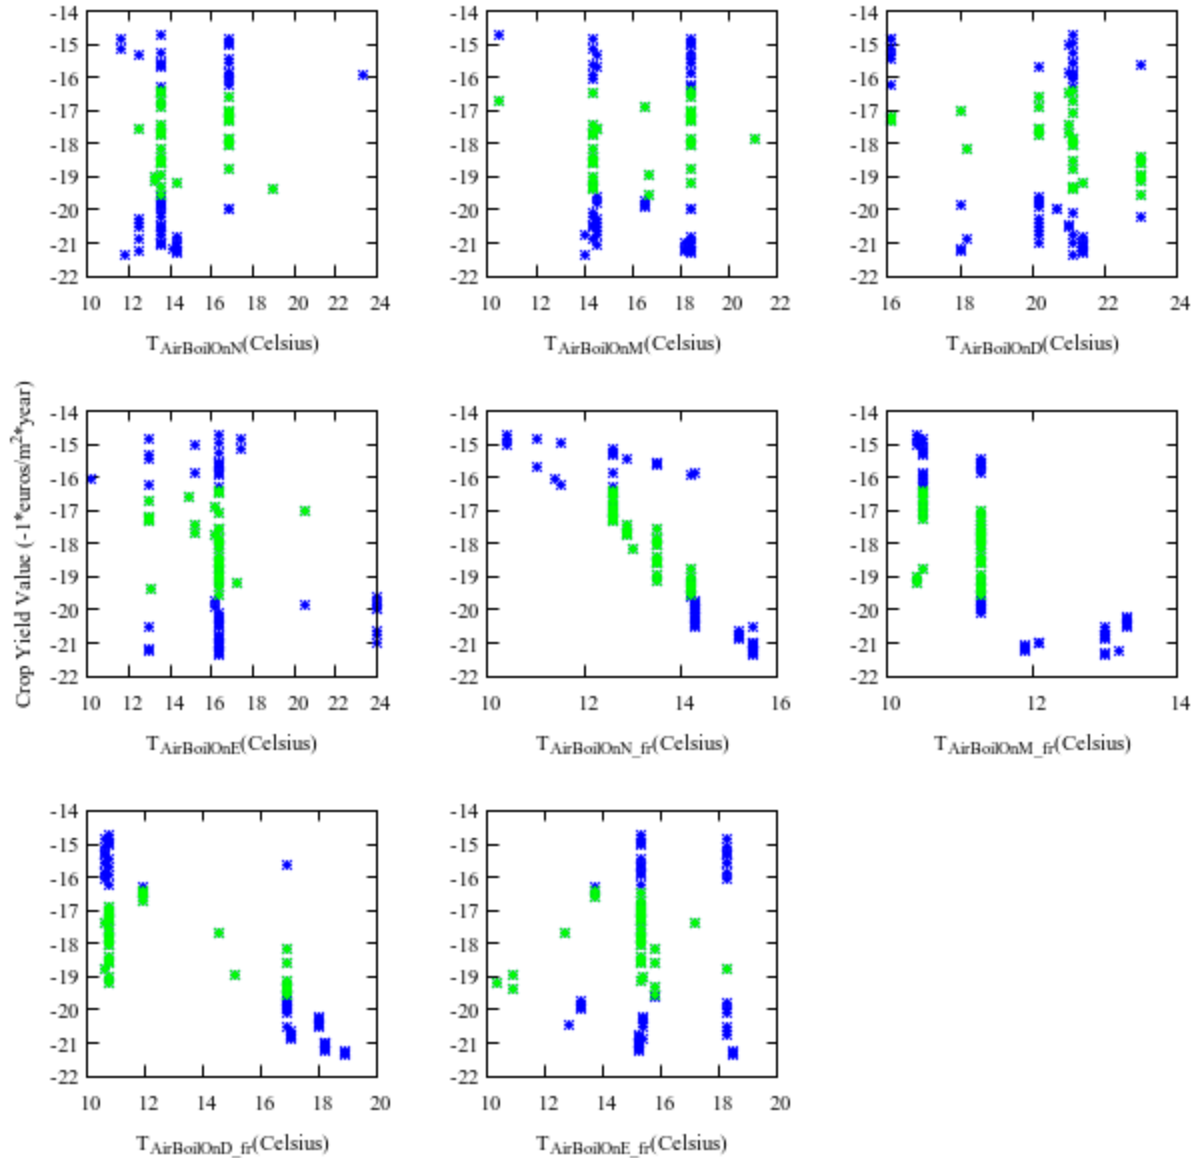 -14 -14 -14
-15 -15 -15
-16 -16 -16
-17 -17 -17
-18 -18 -18
-19 -19 -19
-20 -20 -20
-21 -21 -21
-22 -22 -22
10 12 14 16 18 20 22 24 10 12 14 16 18 20 22 16 18 20 22 24
TAirBoilOnN(Celsius) TAirBoilOnM(Celsius) TAirBoilOnD(Celsius)
Crop Yield Value (-1*euros/m²*year)
-14 -14 -14
-15 -15 -15
-16 -16 -16
-17 -17 -17
-18 -18 -18
-19 -19 -19
-20 -20 -20
-21 -21 -21
-22 -22 -22
10 12 14 16 18 20 22 24 10 12 14 16 10 12 14
TAirBoilOnE(Celsius) TAirBoilOnN_fr(Celsius) TAirBoilOnM_fr(Celsius)
-14 -14
-15 -15
-16 -16
-17 -17
-18 -18
-19 -19
-20 -20
-21 -21
-22 -22
10 12 14 16 18 20 10 12 14 16 18 20
TAirBoilOnD_fr(Celsius) TAirBoilOnE_fr(Celsius)